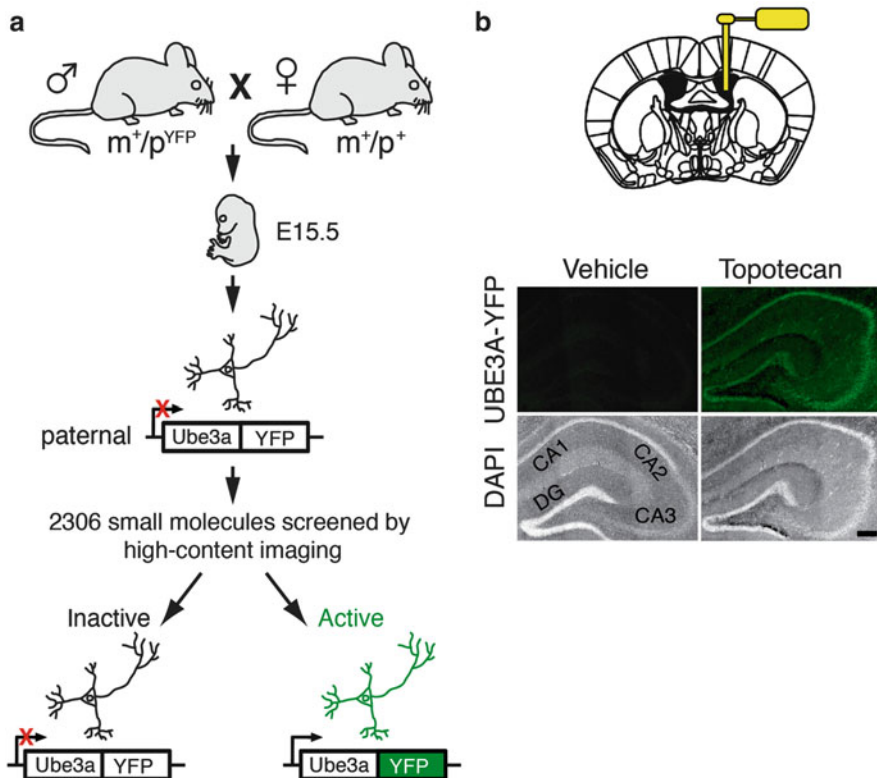 a
♂
X
♀
m⁺/pʸᶠᴾ
m⁺/p⁺
E15.5
X
paternal
Ube3a YFP
2306 small molecules screened by
high-content imaging
Inactive
Active
X
Ube3a YFP
Ube3a YFP
b
Vehicle Topotecan
UBE3A-YFP
DAPI
CA1
CA2
DG
CA3